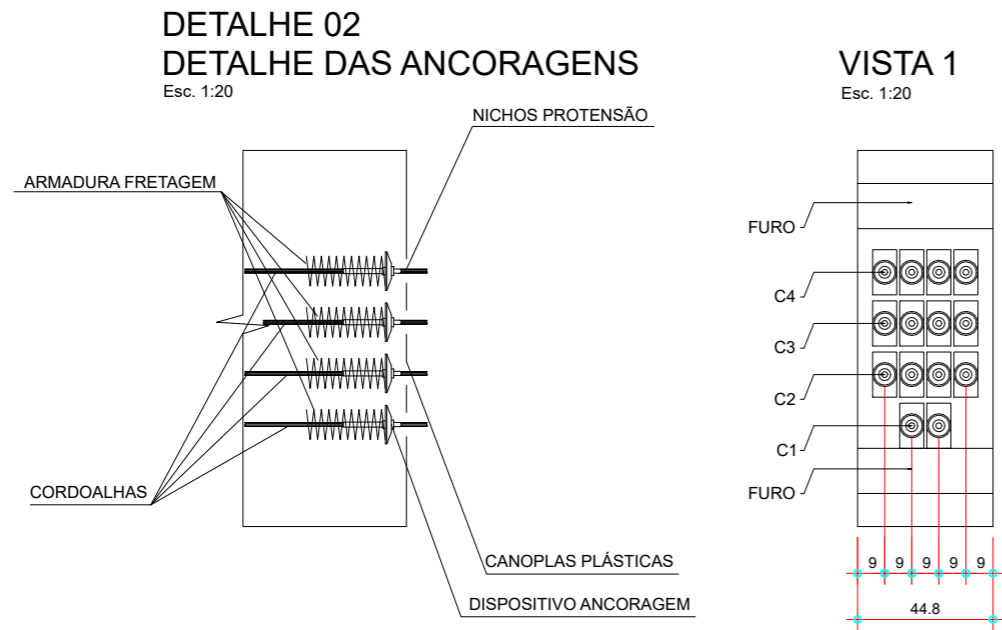 DETALHE 02
DETALHE DAS ANCORAGENS
Esc. 1:20
NICHOS PROTENSÃO
ARMADURA FRETAGEM
CORDOALHAS
CANOPLAS PLÁSTICAS
DISPOSITIVO ANCORAGEM
VISTA 1
Esc. 1:20
FURO
C4
C3
C2
C1
FURO
9 9 9 9 9
44.8